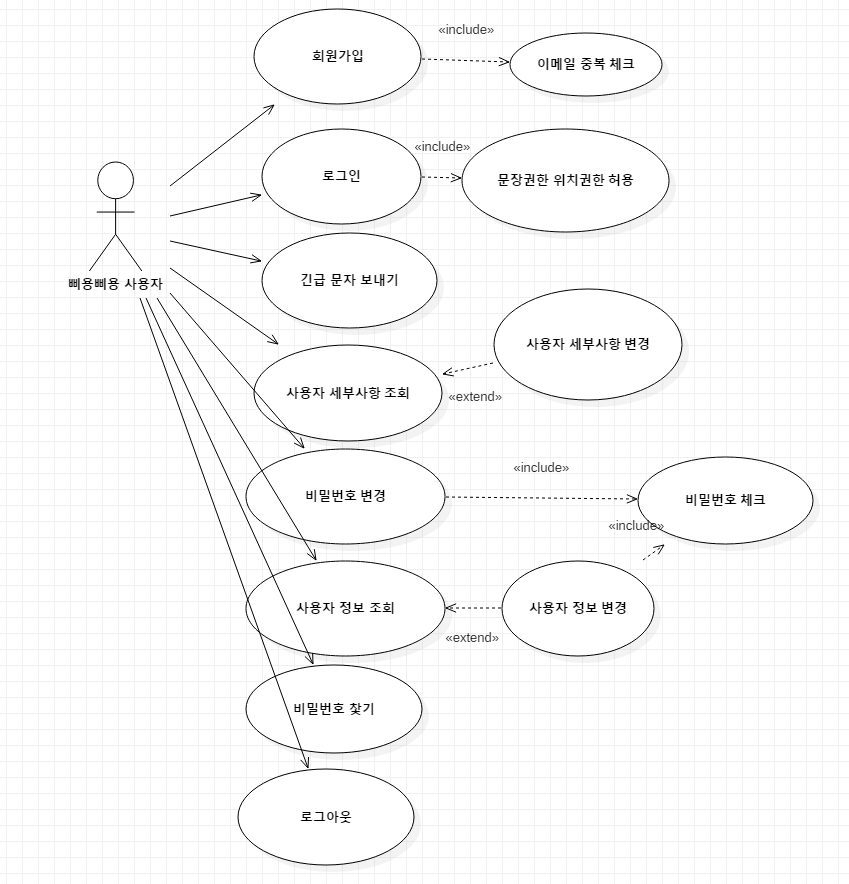 회원가입
«include»
이메일 중복 체크
로그인
«include»
문장권한 위치권한 허용
삐용삐용 사용자
긴급 문자 보내기
사용자 세부사항 변경
사용자 세부사항 조회
«extend»
비밀번호 변경
«include»
비밀번호 체크
«include»
사용자 정보 조회
사용자 정보 변경
«extend»
비밀번호 찾기
로그아웃